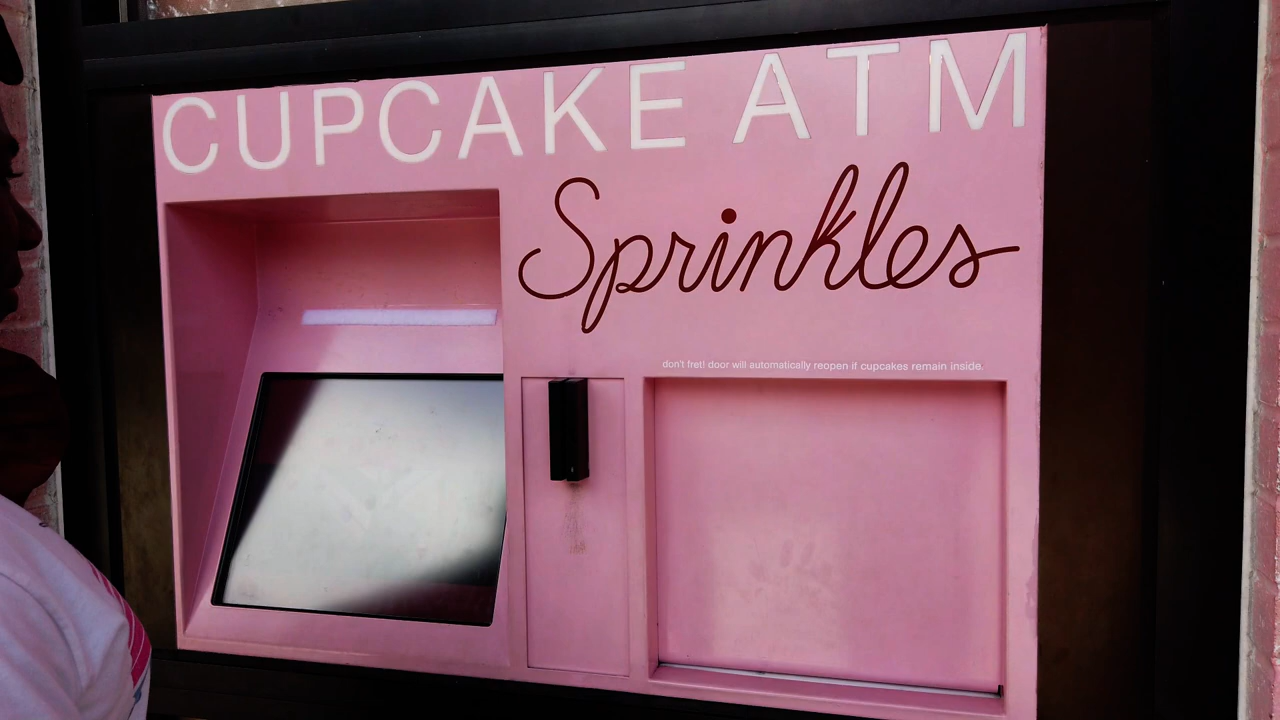 CUPCAKE ATM
Sprinkles
don't fret! door will automatically reopen if cupcakes remain inside.